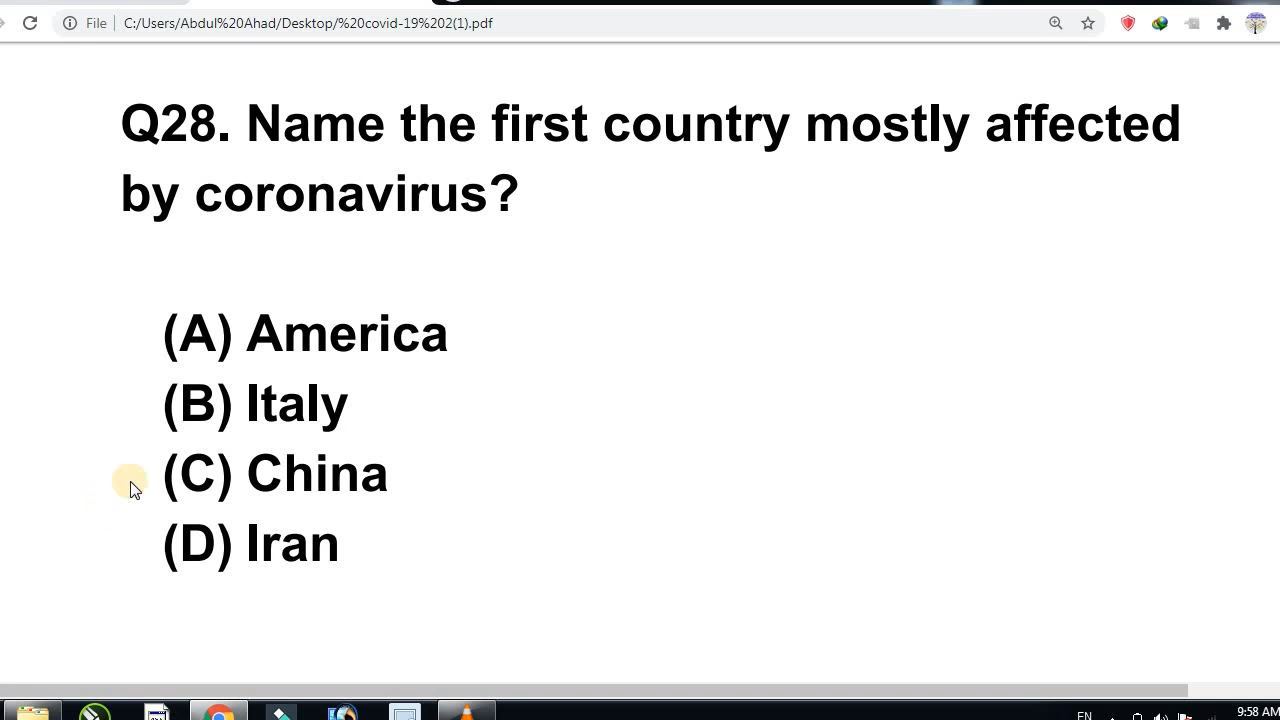 File C:/Users/Abdul%20Ahad/Desktop/%20covid-19%202(1).pdf
Q28. Name the first country mostly affected
by coronavirus?
(A) America
(B) Italy
(C) China
(D) Iran
EN 9:58 AM